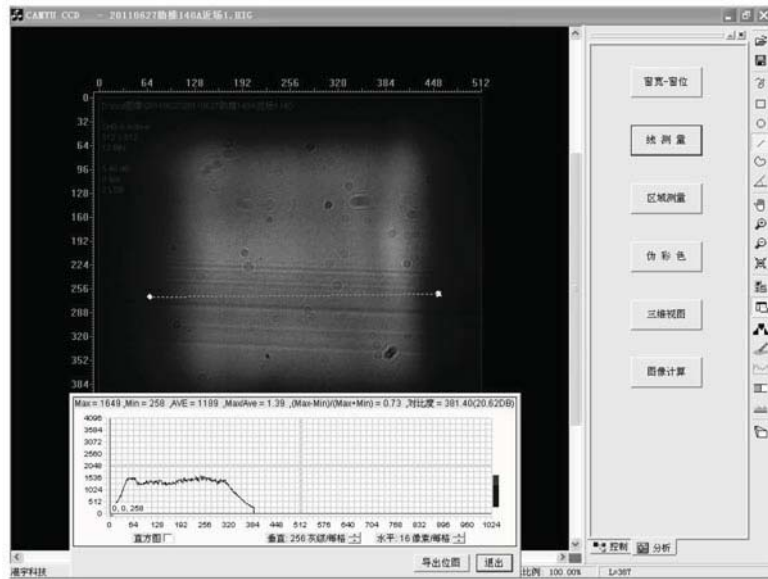 CAMYU CCD - 20110627助推140A近场1.HIG
0 64 128 192 256 320 384 448 512
0
32
64
96
128
160
192
224
256
288
320
352
384
窗宽-窗位
线 测 量
区域测量
伪 彩 色
三维视图
图像计算
Max = 1649 ,Min = 258 ,AVE = 1189 ,Max/Ave = 1.39 ,(Max-Min)/(Max+Min) = 0.73 ,对比度 = 381.40(20.62DB)
4096
3584
3072
2560
2048
1536
1024
512
0
0,0,258
0 64 128 192 256 320 384 448 512 576 640 704 768 832 896 960 1024
直方图
垂直: 256 灰级/每格
水平: 16 像素/每格
导出位图
退出
控制
分析
港宇科技
比例: 100.00%
L=387